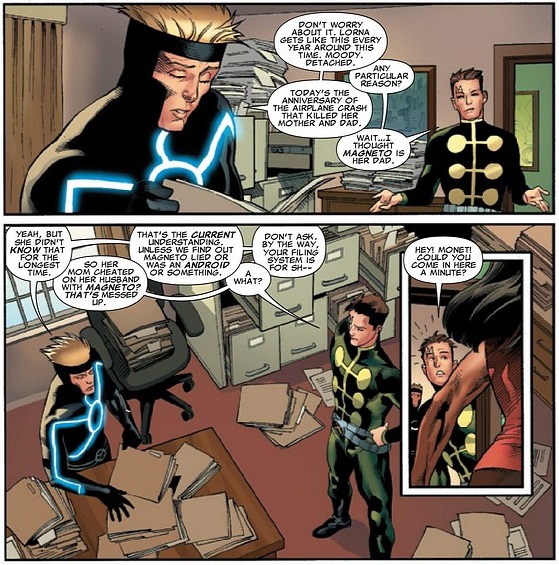 DON'T WORRY
ABOUT IT. LORNA
GETS LIKE THIS EVERY
YEAR AROUND THIS
TIME. MOODY.
DETACHED.
ANY
PARTICULAR
REASON?
TODAY'S THE
ANNIVERSARY OF
THE AIRPLANE CRASH
THAT KILLED HER
MOTHER AND DAD.
WAIT...I
THOUGHT
MAGNETO IS
HER DAD.
YEAH, BUT
SHE DIDN'T
KNOW THAT
FOR THE
LONGEST
TIME.
SO HER
MOM CHEATED
ON HER HUSBAND
WITH MAGNETO?
THAT'S MESSED
UP.
THAT'S THE CURRENT
UNDERSTANDING.
UNLESS WE FIND OUT
MAGNETO LIED OR
WAS AN ANDROID
OR SOMETHING.
A
WHAT?
DON'T ASK.
BY THE WAY,
YOUR FILING
SYSTEM IS
FOR SH--
HEY! MONET!
COULD YOU
COME IN HERE
A MINUTE?